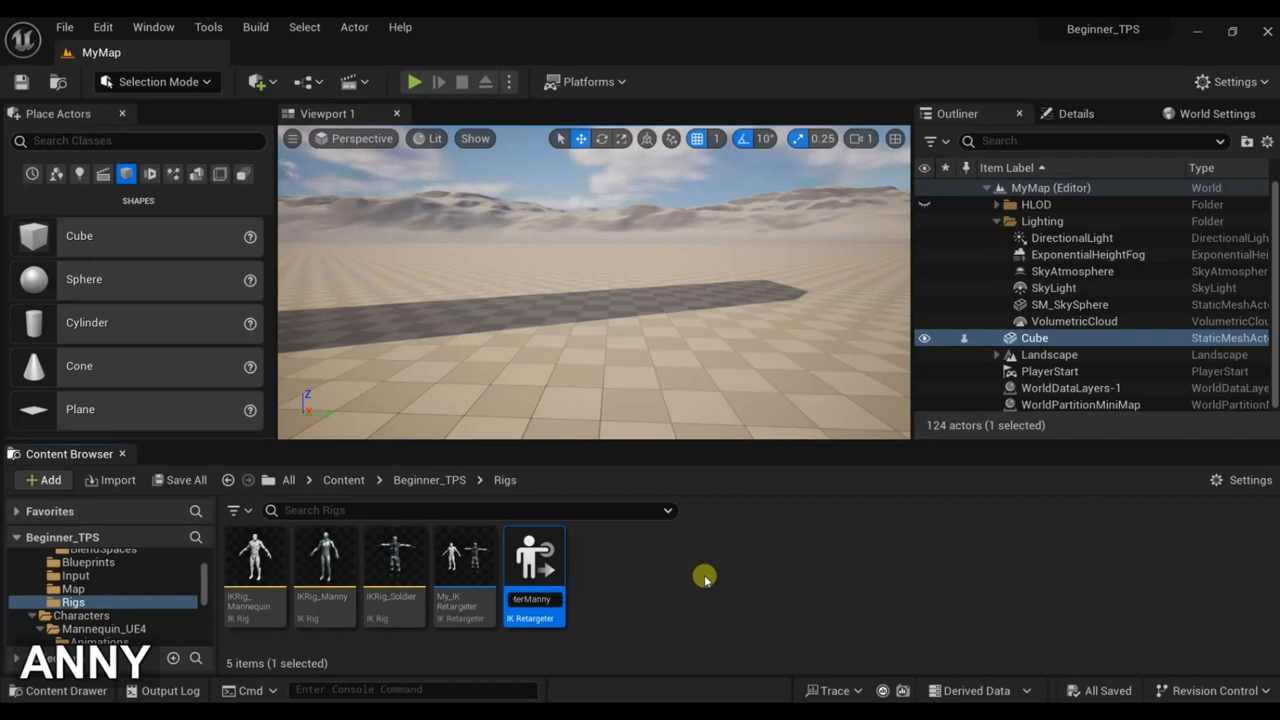 File Edit Window Tools Build Select Actor Help
Beginner_TPS
MyMap
Selection Mode
Platforms
Settings
Place Actors
Viewport 1
Outliner
Details
World Settings
Search Classes
Perspective
Lit
Show
1
10°
0.25
1
Search...
Item Label
Type
SHAPES
Cube
Sphere
Cylinder
Cone
Plane
MyMap (Editor) World
HLOD Folder
Lighting Folder
DirectionalLight DirectionalLigh
ExponentialHeightFog ExponentialHei
SkyAtmosphere SkyAtmospher
SkyLight SkyLight
SM_SkySphere StaticMeshAct
VolumetricCloud VolumetricClou
Cube StaticMeshAct
Landscape Landscape
PlayerStart PlayerStart
WorldDataLayers-1 WorldDataLaye
WorldPartitionMiniMap WorldPartition
124 actors (1 selected)
Z
X
Content Browser
Add
Import
Save All
All
Content
Beginner_TPS
Rigs
Settings
Favorites
Search Rigs
Beginner_TPS
BlendSpaces
Blueprints
Input
Map
Rigs
Characters
Mannequin_UE4
Animations
IKRig_
Mannequin
IK Rig
IKRig_Manny
IK Rig
IKRig_Soldier
IK Rig
My_IK
Retargeter
IK Retargeter
terManny
IK Retargeter
5 items (1 selected)
ANNY
Content Drawer
Output Log
Cmd
Enter Console Command
Trace
Derived Data
All Saved
Revision Control